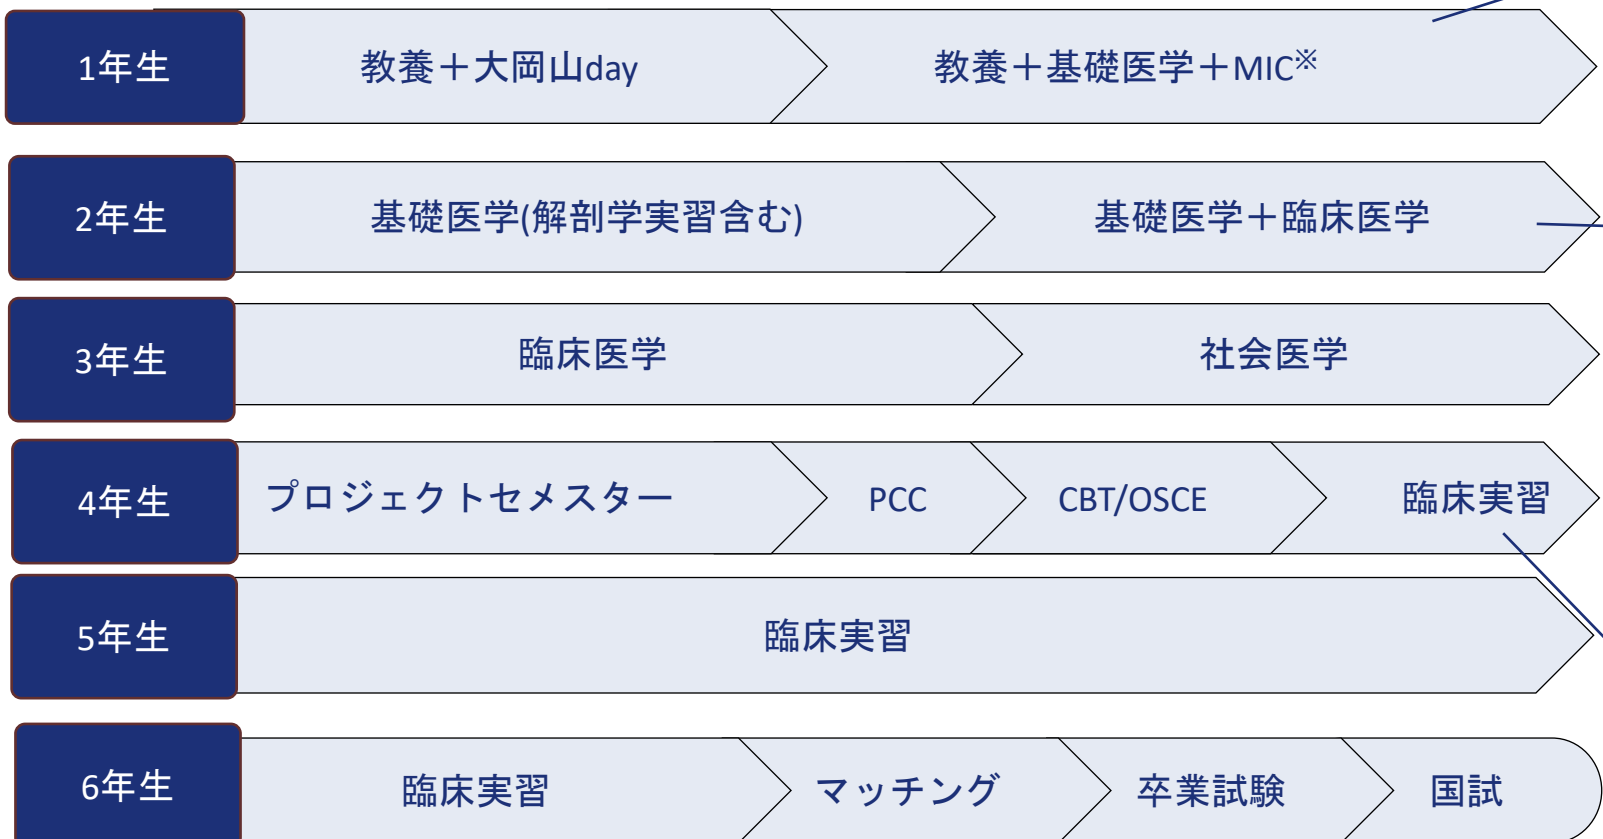 1年生
教養＋大岡山day
教養＋基礎医学＋MIC※
2年生
基礎医学(解剖学実習含む)
基礎医学＋臨床医学
3年生
臨床医学
社会医学
4年生
プロジェクトセメスター
PCC
CBT/OSCE
臨床実習
5年生
臨床実習
6年生
臨床実習
マッチング
卒業試験
国試